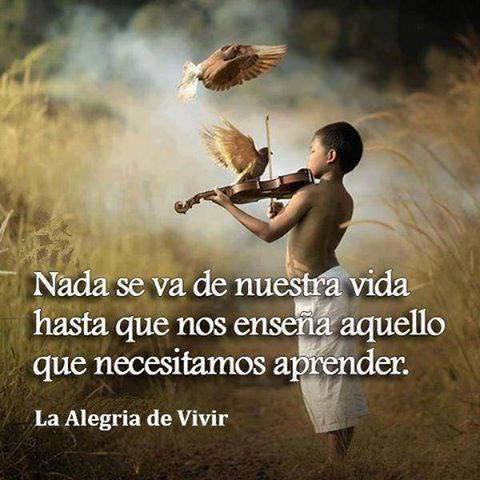 Nada se va de nuestra vida
hasta que nos enseña aquello
que necesitamos aprender.
La Alegria de Vivir